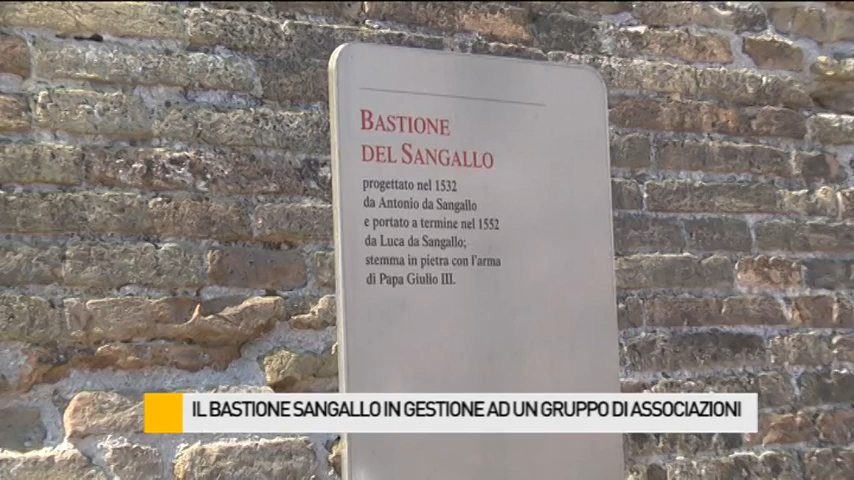 BASTIONE
DEL SANGALLO
progettato nel 1532
da Antonio da Sangallo
e portato a termine nel 1552
da Luca da Sangallo;
stemma in pietra con l'arma
di Papa Giulio III.
IL BASTIONE SANGALLO IN GESTIONE AD UN GRUPPO DI ASSOCIAZIONI